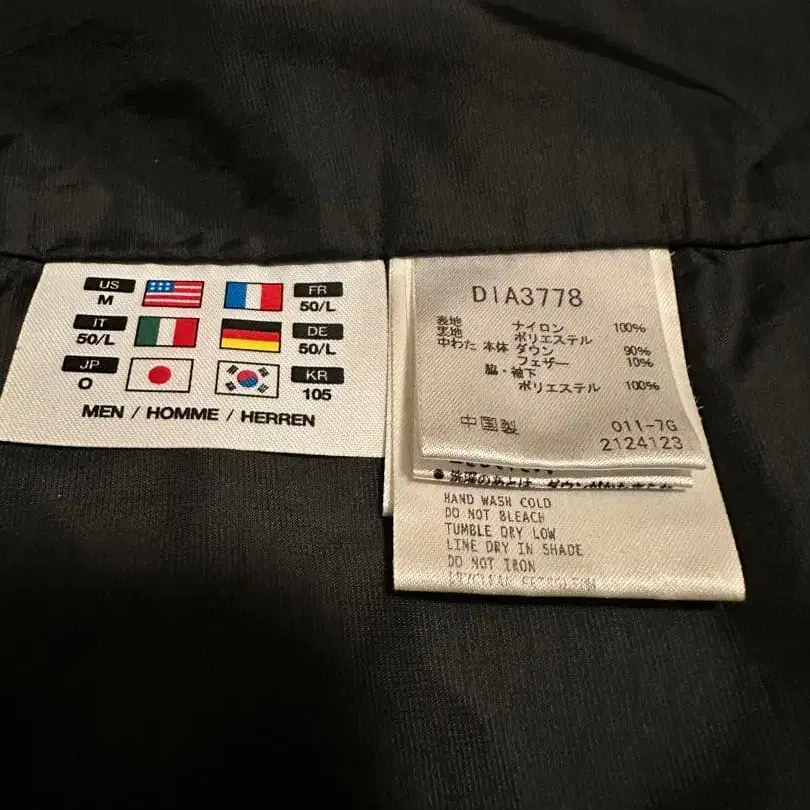 US
M
FR
50/L
IT
50/L
DE
50/L
JP
O
KR
105
MEN / HOMME / HERREN
DIA3778
表地 ナイロン 100%
裏地 ポリエステル
中わた 本体 ダウン 90%
フェザー 10%
脇・袖下
ポリエステル 100%
中国製 011-7G
2124123
HAND WASH COLD
DO NOT BLEACH
TUMBLE DRY LOW
LINE DRY IN SHADE
DO NOT IRON